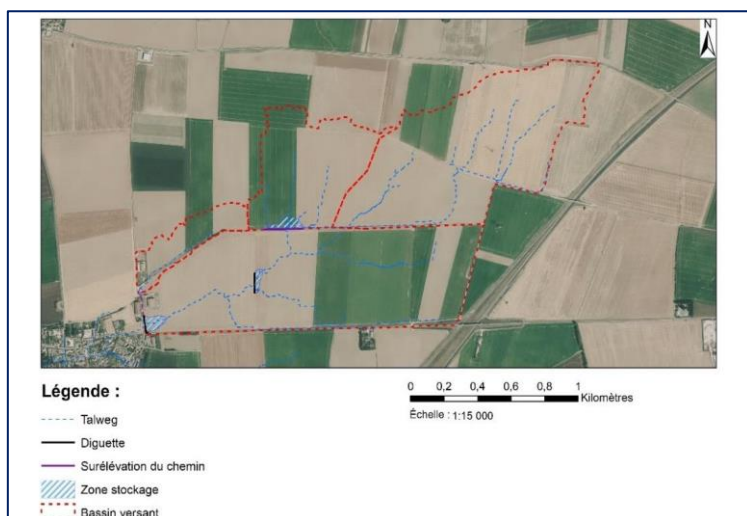 N
Légende :
Talweg
Diguette
Surélévation du chemin
Zone stockage
Bassin versant
0 0,2 0,4 0,6 0,8 1
Kilomètres
Échelle : 1:15 000